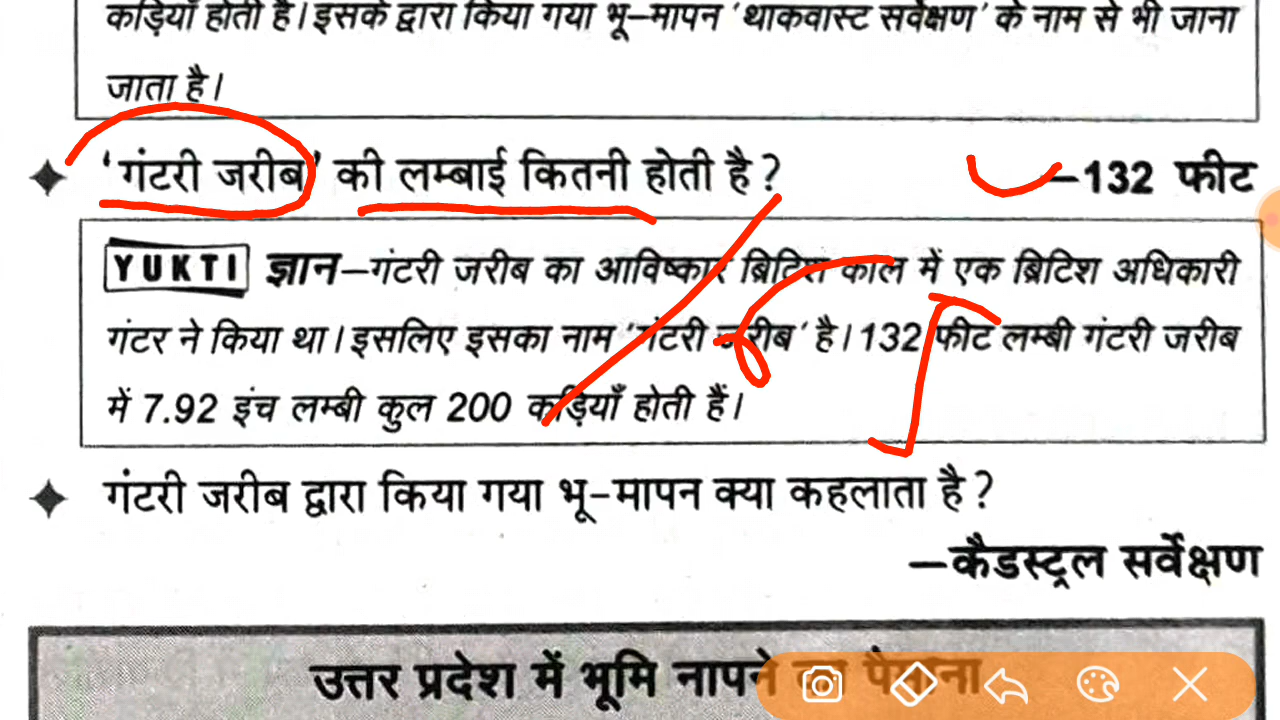 कड़ियाँ होती हैं। इसके द्वारा किया गया भू–मापन 'थाकवास्ट सर्वेक्षण' के नाम से भी जाना
जाता है।
'गंटरी जरीब' की लम्बाई कितनी होती है? –132 फीट
YUKTI ज्ञान–गंटरी जरीब का आविष्कार ब्रिटिश काल में एक ब्रिटिश अधिकारी
गंटर ने किया था। इसलिए इसका नाम 'गंटरी जरीब' है। 132 फीट लम्बी गंटरी जरीब
में 7.92 इंच लम्बी कुल 200 कड़ियाँ होती हैं।
गंटरी जरीब द्वारा किया गया भू-मापन क्या कहलाता है?
–कैडस्ट्रल सर्वेक्षण
उत्तर प्रदेश में भूमि नापने का पैमाना